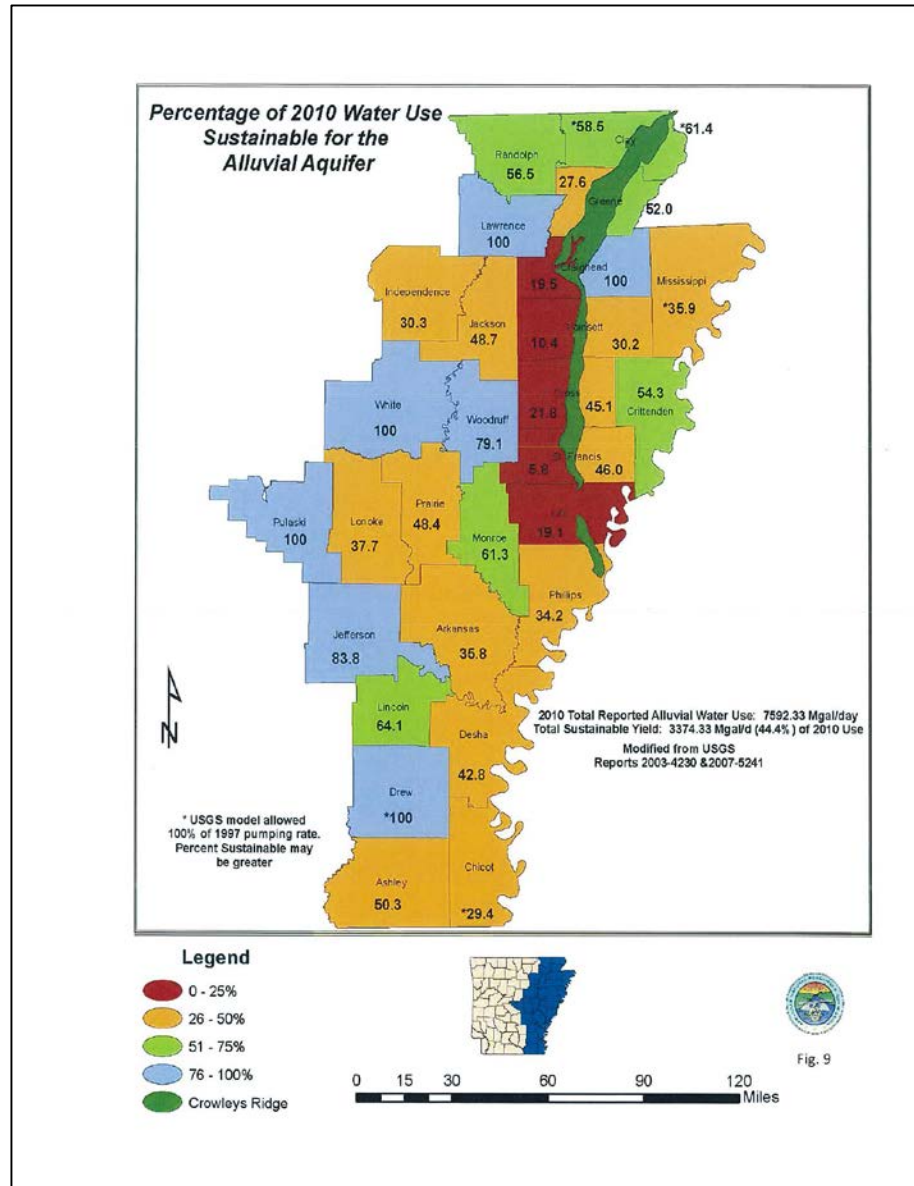 Percentage of 2010 Water Use
Sustainable for the
Alluvial Aquifer
*58.5
Clay
*61.4
Randolph
56.5
27.6
Greene
52.0
Lawrence
100
Craighead
19.5
100
Mississippi
*35.9
Independence
30.3
Jackson
48.7
Poinsett
10.4
30.2
White
100
Woodruff
79.1
Cross
21.8
45.1
54.3
Crittenden
St. Francis
5.8
46.0
Pulaski
100
Lonoke
37.7
Prairie
48.4
Monroe
61.3
19.1
Phillips
34.2
Jefferson
83.8
Arkansas
35.8
Lincoln
64.1
Desha
42.8
N
2010 Total Reported Alluvial Water Use: 7592.33 Mgal/day
Total Sustainable Yield: 3374.33 Mgal/d (44.4%) of 2010 Use
Modified from USGS
Reports 2003-4230 &2007-5241
Drew
*100
* USGS model allowed
100% of 1997 pumping rate.
Percent Sustainable may
be greater
Ashley
50.3
Chicot
*29.4
Legend
0 - 25%
26 - 50%
51 - 75%
76 - 100%
Crowleys Ridge
Fig. 9
0 15 30 60 90 120
Miles